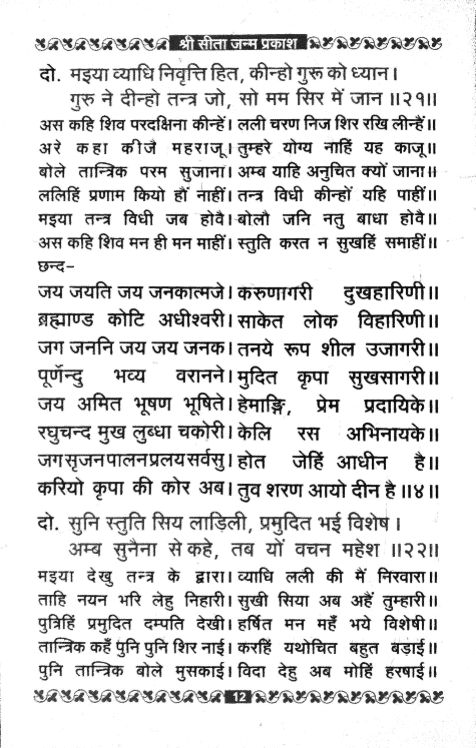 श्री सीता जन्म प्रकाश
दो. मइया व्याधि निवृत्ति हित, कीन्हो गुरू को ध्यान।
गुरू ने दीन्हो तन्त्र जो, सो मम सिर में जान ॥२१॥
अस कहि शिव परदक्षिना कीन्हें। लली चरण निज शिर रखि लीन्हें॥
अरे कहा कीजै महराजू। तुम्हरे योग्य नाहिं यह काजू॥
बोले तान्त्रिक परम सुजाना। अम्ब याहि अनुचित क्यों जाना॥
ललिहिं प्रणाम कियो हौं नाहीं। तन्त्र विधी कीन्हों यहि पाहीं॥
मइया तन्त्र विधी जब होवै। बोलौ जनि नतु बाधा होवै॥
अस कहि शिव मन ही मन माहीं। स्तुति करत न सुखहिं समाहीं॥
छन्द–
जय जयति जय जनकात्मजे। करुणागरी दुखहारिणी॥
ब्रह्माण्ड कोटि अधीश्वरी। साकेत लोक विहारिणी॥
जग जननि जय जय जनक। तनये रूप शील उजागरी॥
पूर्णेन्दु भव्य वरानने। मुदित कृपा सुखसागरी॥
जय अमित भूषण भूषिते। हेमाङ्गि, प्रेम प्रदायिके॥
रघुचन्द मुख लुब्धा चकोरी। केलि रस अभिनायके॥
जग सृजन पालन प्रलय सर्वसु। होत जेहिं आधीन है॥
करियो कृपा की कोर अब। तुव शरण आयो दीन है॥४॥
दो. सुनि स्तुति सिय लाड़िली, प्रमुदित भई विशेष।
अम्ब सुनैना से कहे, तब यों वचन महेश ॥२२॥
मइया देखु तन्त्र के द्वारा। व्याधि लली की मैं निरवारा॥
ताहि नयन भरि लेहु निहारी। सुखी सिया अब अहैं तुम्हारी॥
पुत्रिहिं प्रमुदित दम्पति देखी। हर्षित मन महँ भये विशेषी॥
तान्त्रिक कहँ पुनि पुनि शिर नाई। करहिं यथोचित बहुत बड़ाई॥
पुनि तान्त्रिक बोले मुसकाई। विदा देहु अब मोहिं हरषाई॥
12